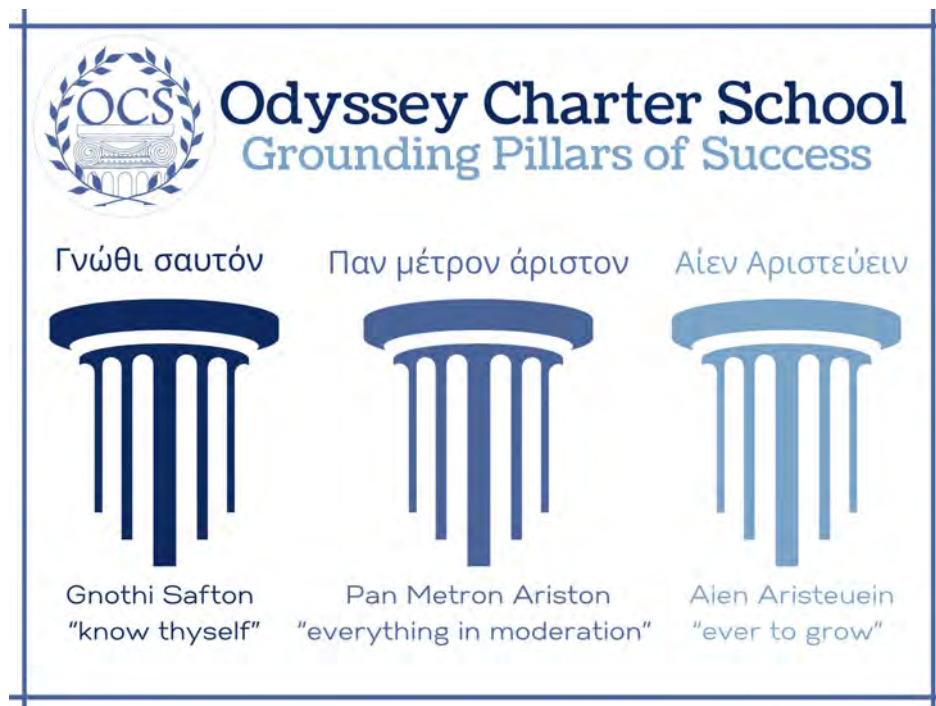 OCS
Odyssey Charter School
Grounding Pillars of Success
Γνώθι σαυτόν
Παν μέτρον άριστον
Αίεν Αριστεύειν
Gnothi Safton
"know thyself"
Pan Metron Ariston
"everything in moderation"
Aien Aristeuein
"ever to grow"